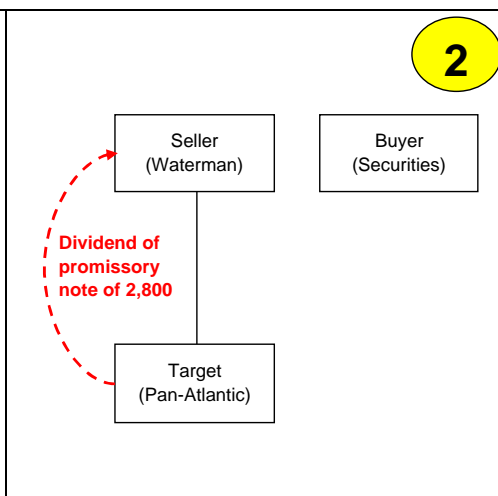 2
Seller
(Waterman)
Buyer
(Securities)
Dividend of
promissory
note of 2,800
Target
(Pan-Atlantic)